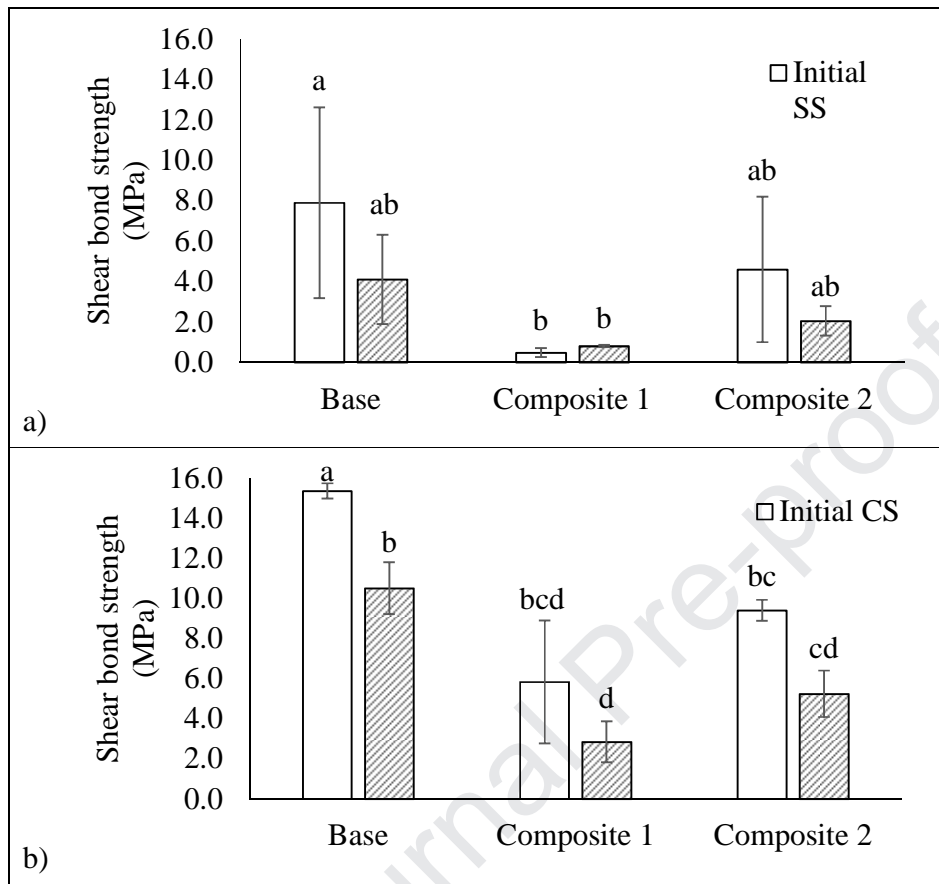 16.0
14.0
12.0
10.0
8.0
6.0
4.0
2.0
0.0
Shear bond strength
(MPa)
Initial
SS
a
ab
b
b
ab
ab
Base
Composite 1
Composite 2
a)
16.0
14.0
12.0
10.0
8.0
6.0
4.0
2.0
0.0
Shear bond strength
(MPa)
Initial CS
a
b
bcd
d
bc
cd
Base
Composite 1
Composite 2
b)
urnal Pre-proof